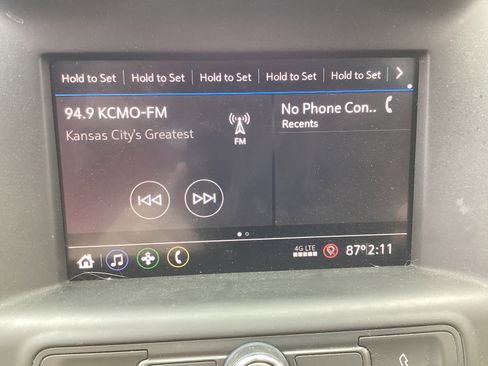 Hold to Set Hold to Set Hold to Set Hold to Set Hold to Set
94.9 KCMO-FM
Kansas City's Greatest
FM
No Phone Con..
Recents
4G LTE 87° 2:11